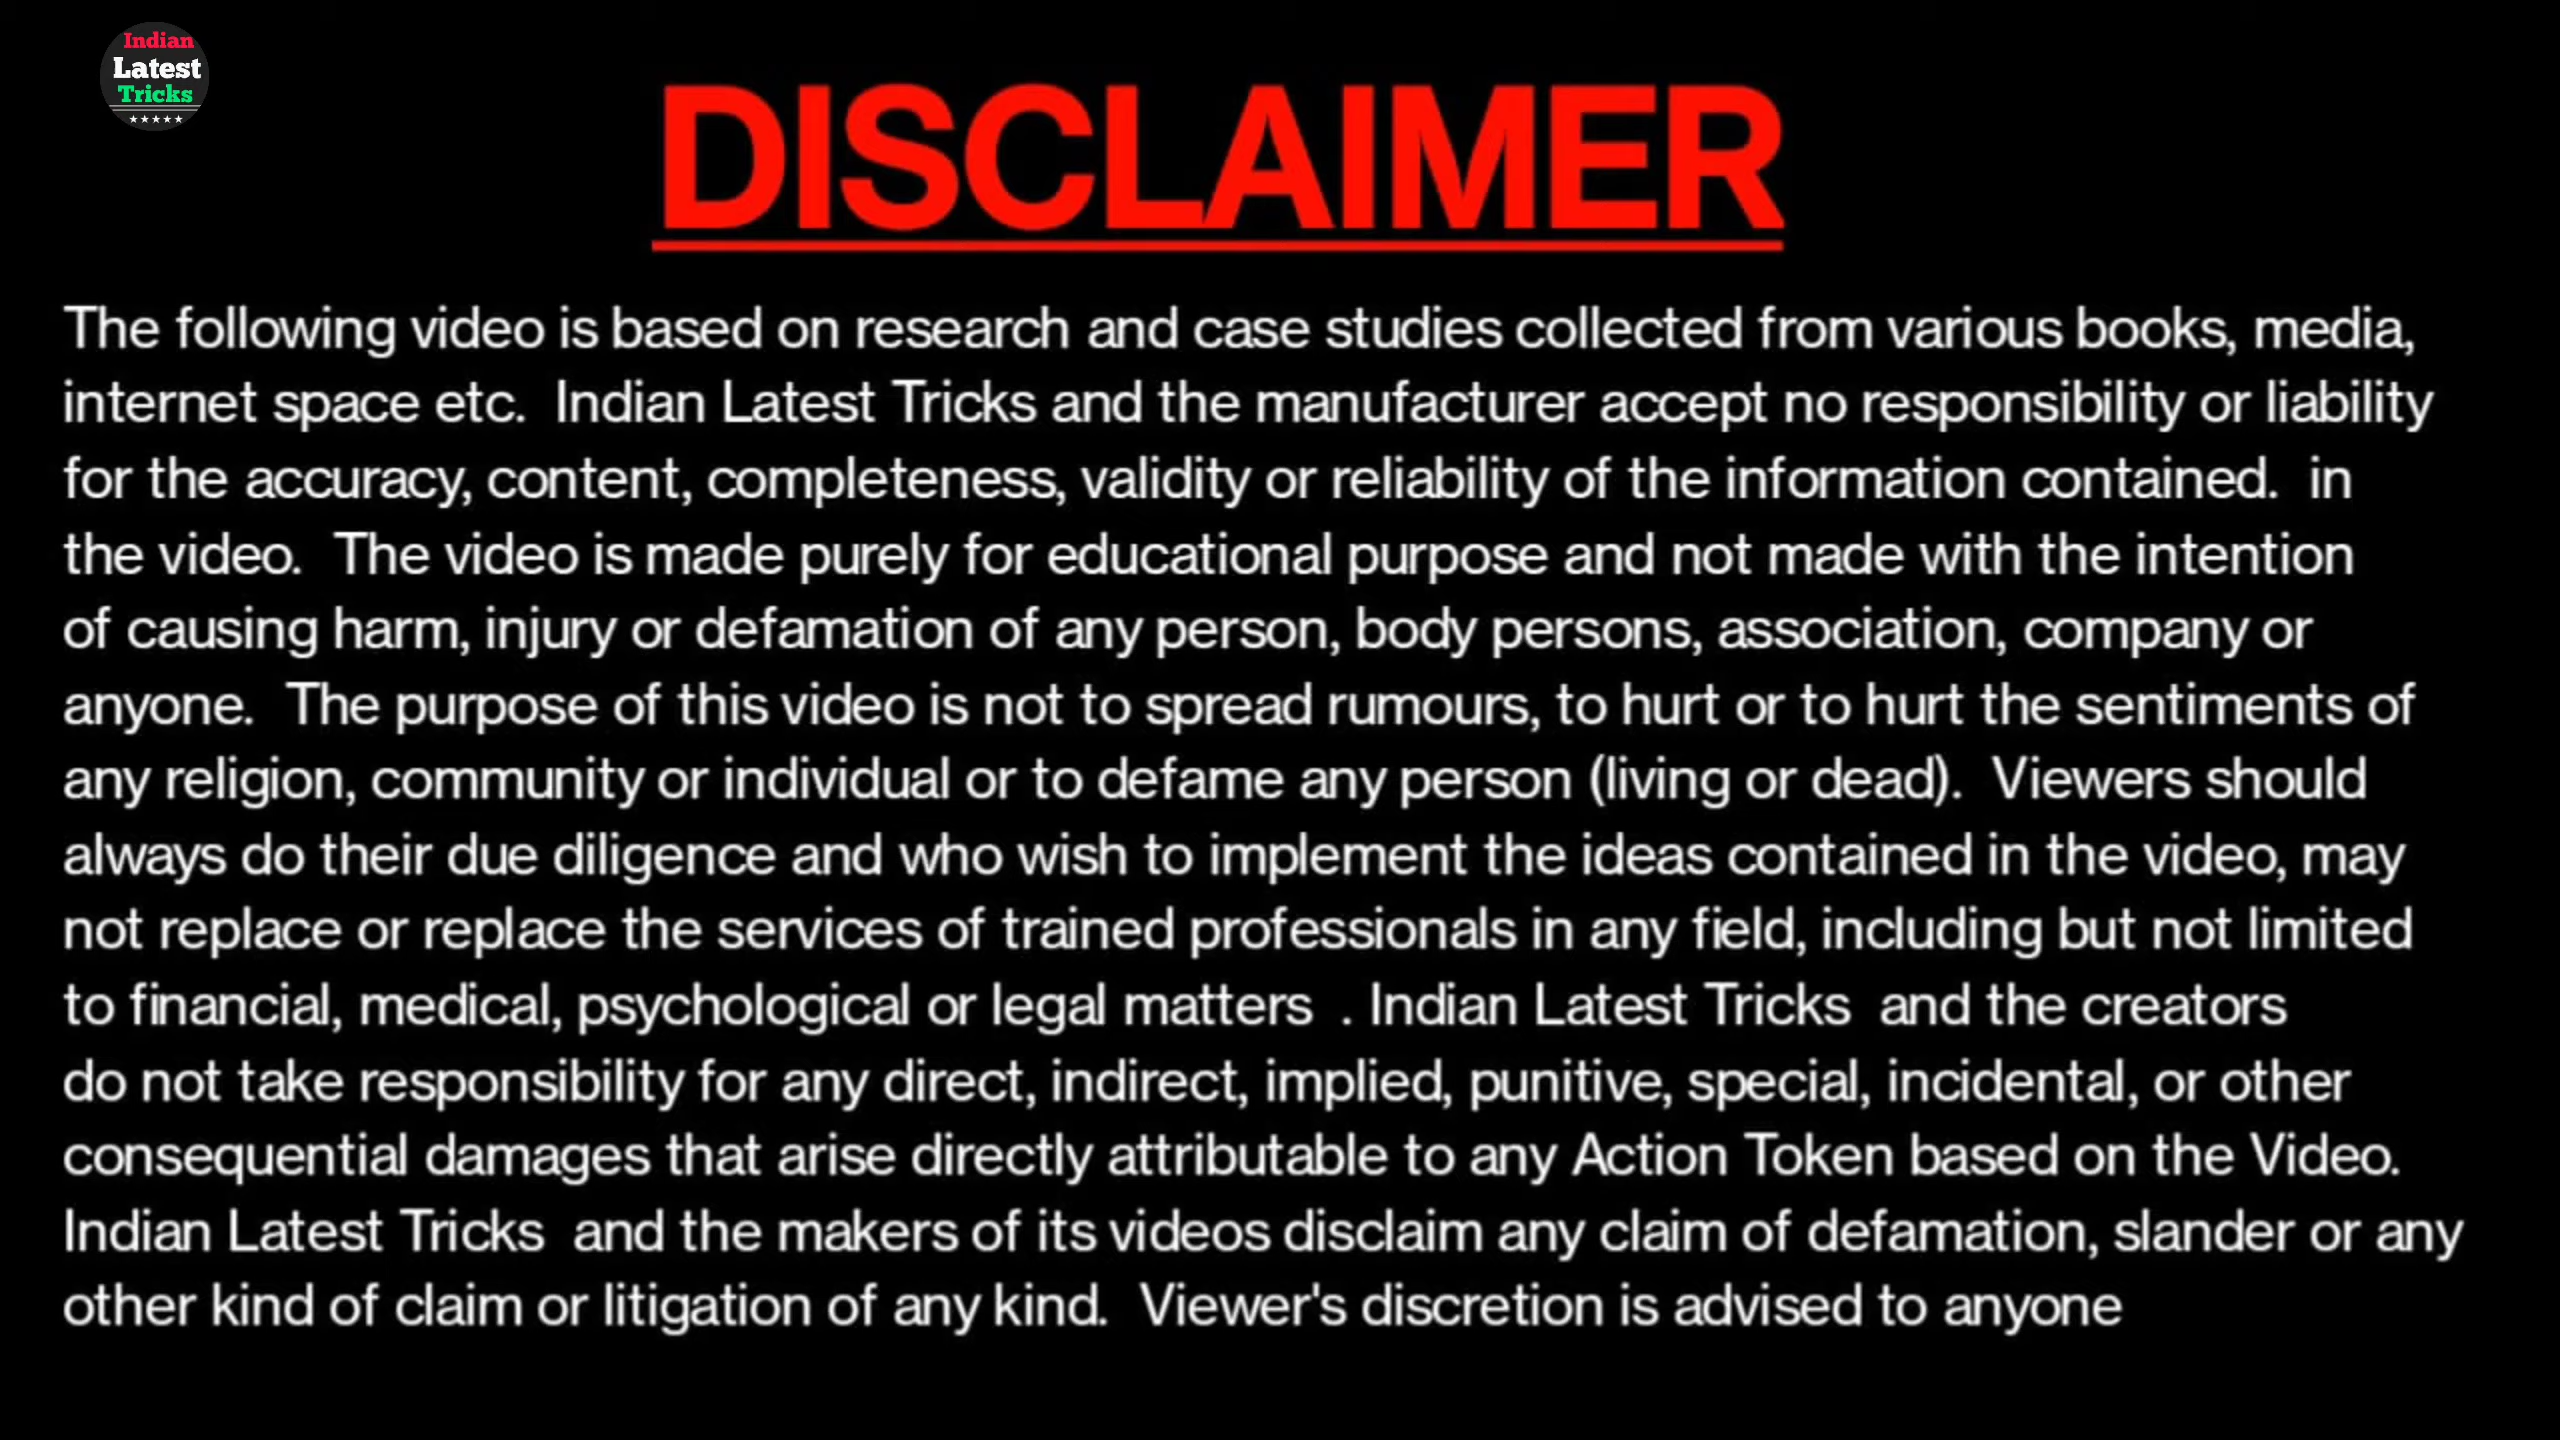 Indian
Latest
Tricks
DISCLAIMER
The following video is based on research and case studies collected from various books, media,
internet space etc.  Indian Latest Tricks and the manufacturer accept no responsibility or liability
for the accuracy, content, completeness, validity or reliability of the information contained.  in
the video.  The video is made purely for educational purpose and not made with the intention
of causing harm, injury or defamation of any person, body persons, association, company or
anyone.  The purpose of this video is not to spread rumours, to hurt or to hurt the sentiments of
any religion, community or individual or to defame any person (living or dead).  Viewers should
always do their due diligence and who wish to implement the ideas contained in the video, may
not replace or replace the services of trained professionals in any field, including but not limited
to financial, medical, psychological or legal matters  . Indian Latest Tricks  and the creators
do not take responsibility for any direct, indirect, implied, punitive, special, incidental, or other
consequential damages that arise directly attributable to any Action Token based on the Video.
Indian Latest Tricks  and the makers of its videos disclaim any claim of defamation, slander or any
other kind of claim or litigation of any kind.  Viewer's discretion is advised to anyone